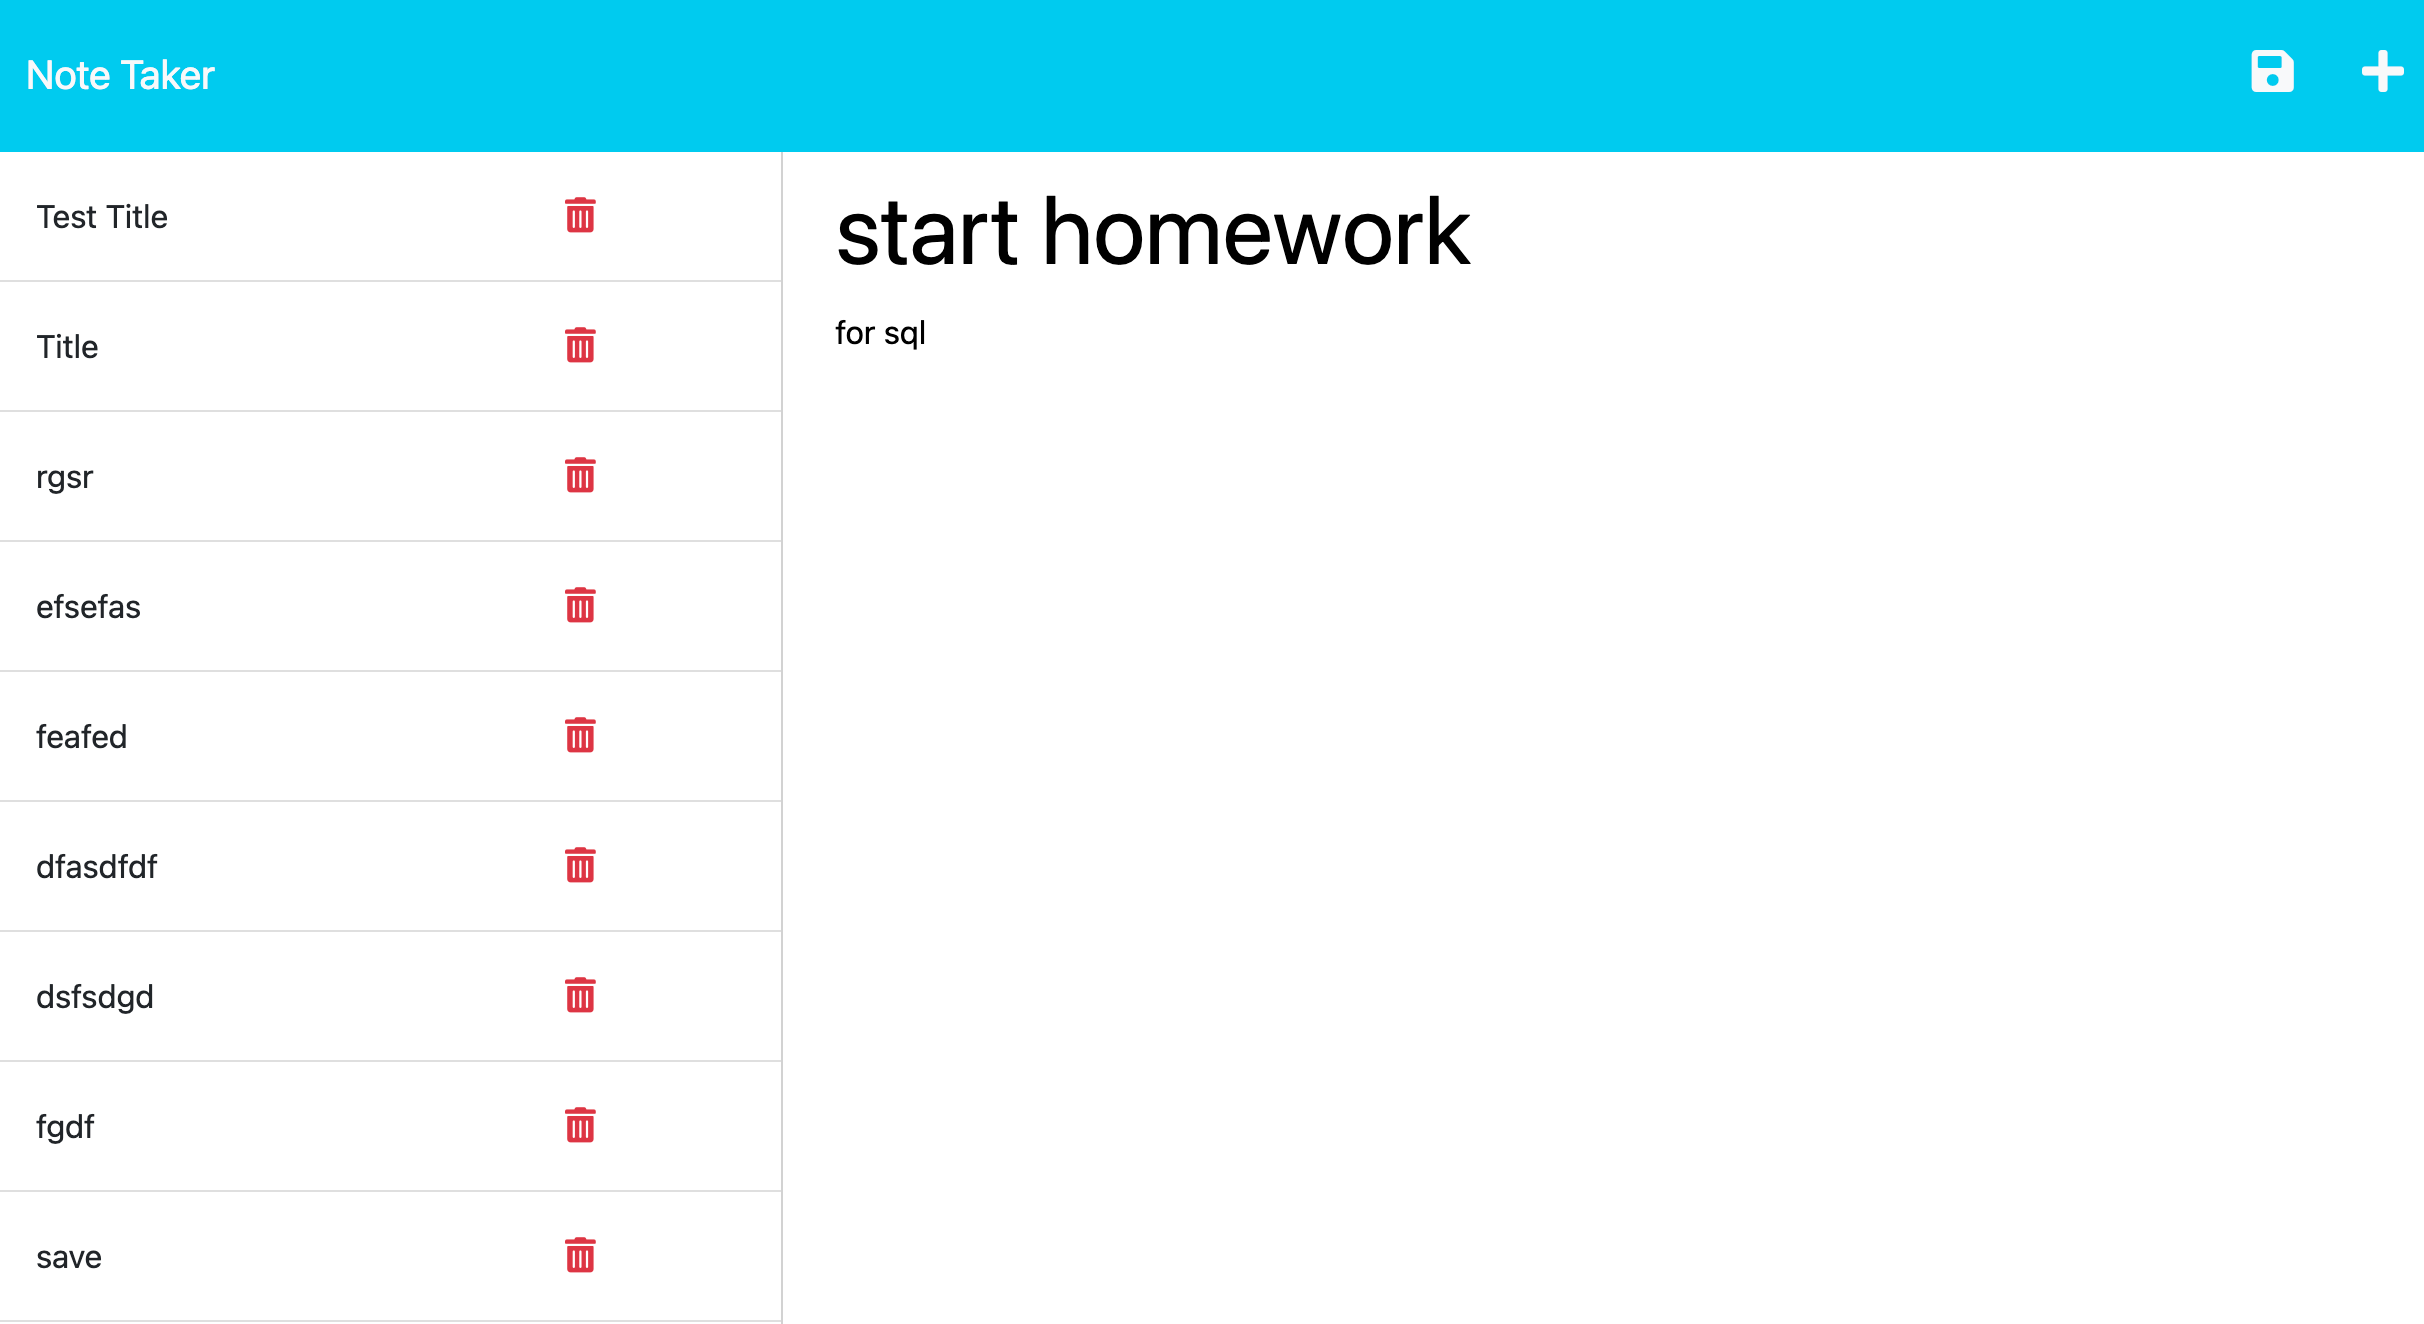 Note Taker
Test Title
Title
rgsr
efsefas
feafed
dfasdfdf
dsfsdgd
fgdf
save
start homework
for sql